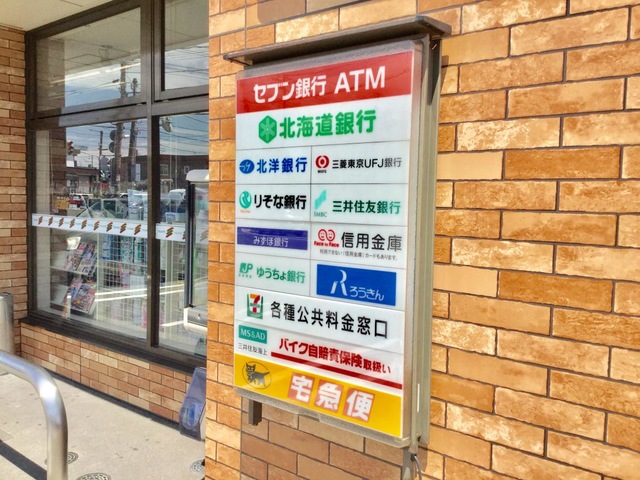 セブン銀行 ATM
北海道銀行
北洋銀行
三菱東京UFJ銀行
りそな銀行
SMBC 三井住友銀行
みずほ銀行
Face to Face 信用金庫
ゆうちょ銀行
R ろうきん
各種公共料金窓口
MS&AD
三井住友海上
バイク自賠責保険取扱い
宅急便